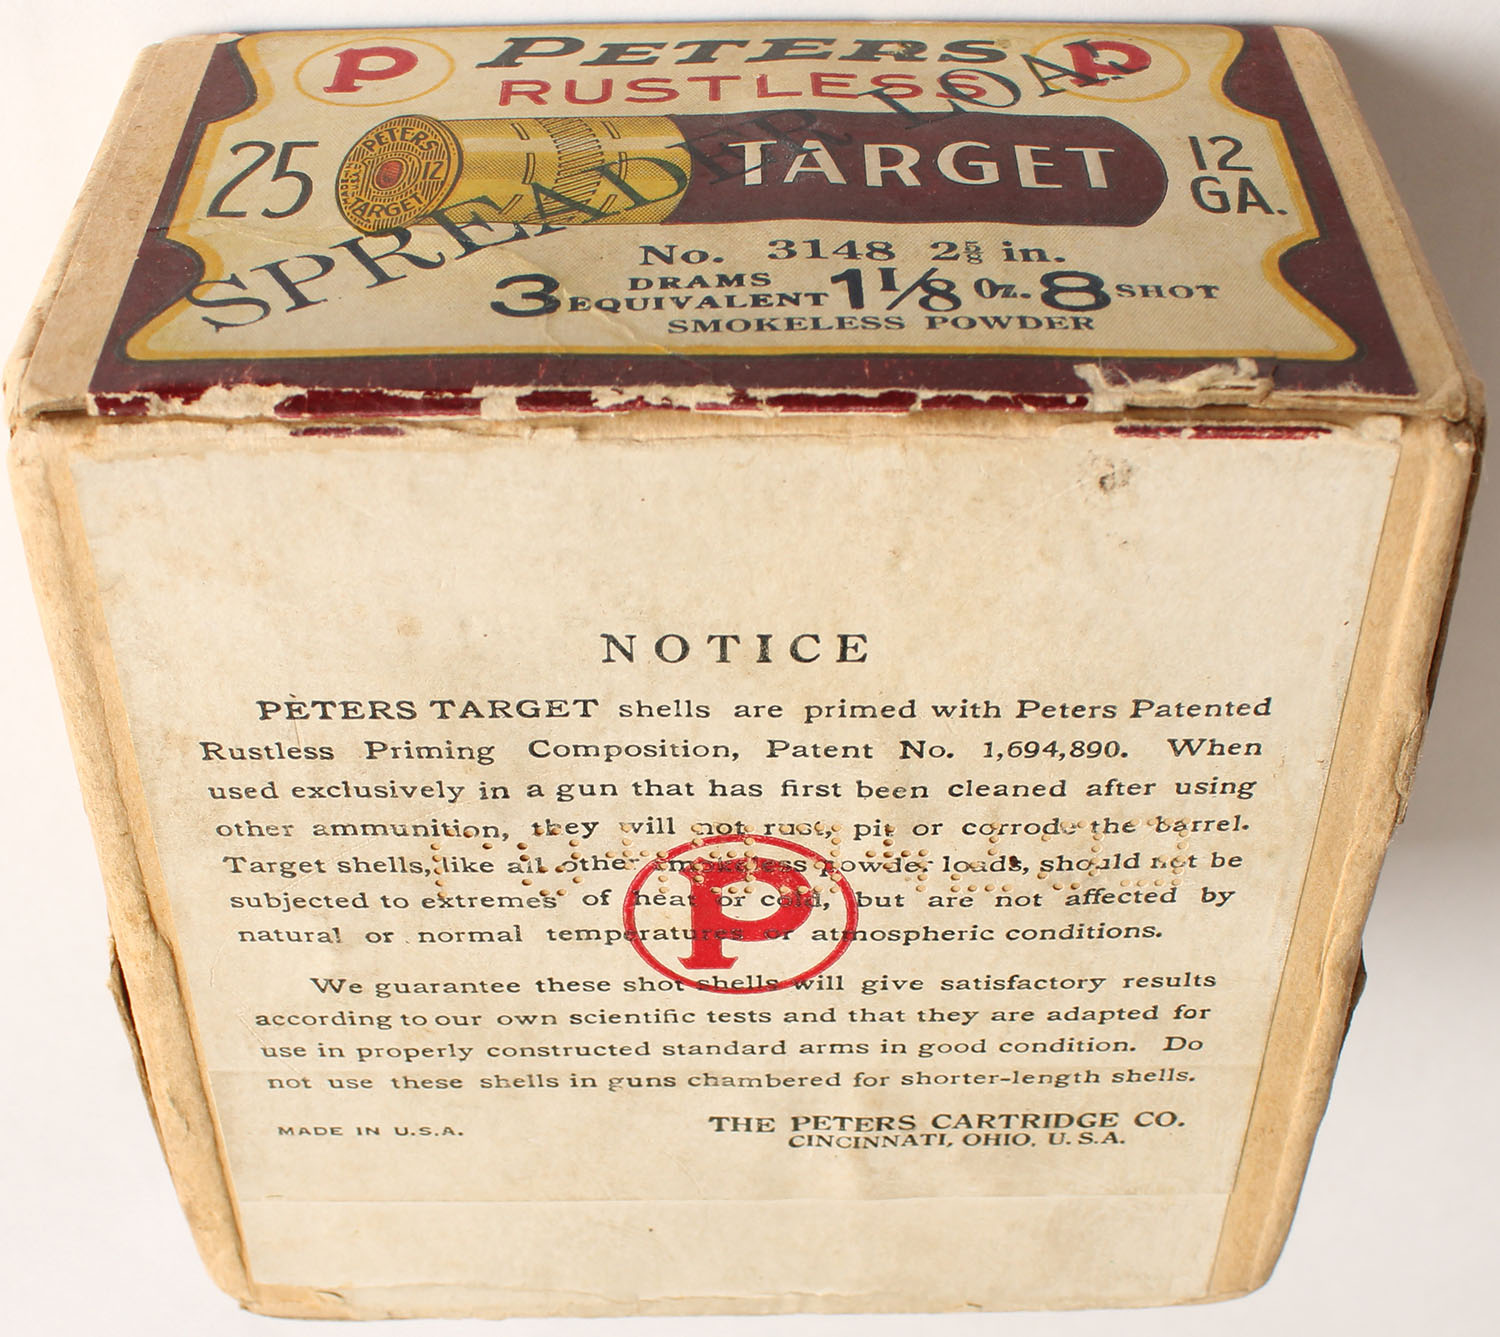 P PETERS P
RUSTLESS
25 PETERS 12 TARGET TARGET 12
GA.
SPREADER LOAD
No. 3148 2 5/8 in.
3 DRAMS EQUIVALENT 1 1/8 Oz. 8 SHOT
SMOKELESS POWDER
NOTICE
PETERS TARGET shells are primed with Peters Patented
Rustless Priming Composition, Patent No. 1,694,890. When
used exclusively in a gun that has first been cleaned after using
other ammunition, they will not rust, pit or corrode the barrel.
Target shells, like all other smokeless powder loads, should not be
subjected to extremes of heat or cold, but are not affected by
natural or normal temperatures or atmospheric conditions.
P
We guarantee these shot shells will give satisfactory results
according to our own scientific tests and that they are adapted for
use in properly constructed standard arms in good condition. Do
not use these shells in guns chambered for shorter-length shells.
MADE IN U.S.A. THE PETERS CARTRIDGE CO.
CINCINNATI, OHIO, U.S.A.